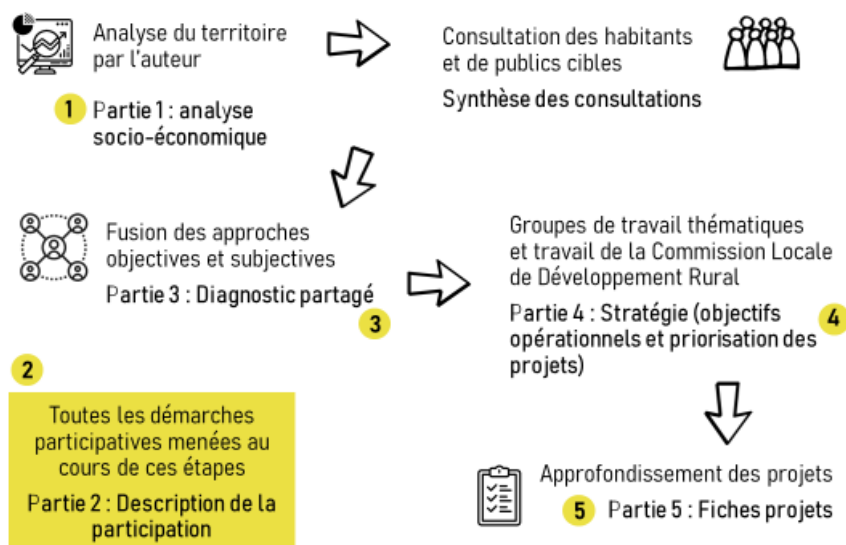 Analyse du territoire
par l'auteur
1
Partie 1 : analyse
socio-économique
Consultation des habitants
et de publics cibles
Synthèse des consultations
Fusion des approches
objectives et subjectives
Partie 3 : Diagnostic partagé
3
Groupes de travail thématiques
et travail de la Commission Locale
de Développement Rural
Partie 4 : Stratégie (objectifs
opérationnels et priorisation des
projets)
4
2
Toutes les démarches
participatives menées au
cours de ces étapes
Partie 2 : Description de la
participation
Approfondissement des projets
5
Partie 5 : Fiches projets